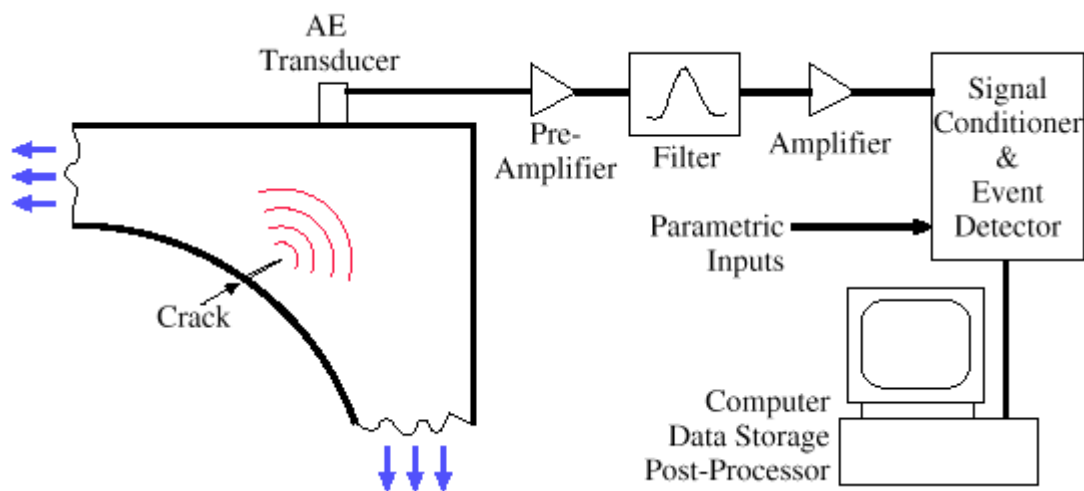 AE
Transducer
Pre-
Amplifier
Filter
Amplifier
Signal
Conditioner
&
Event
Detector
Parametric
Inputs
Crack
Computer
Data Storage
Post-Processor